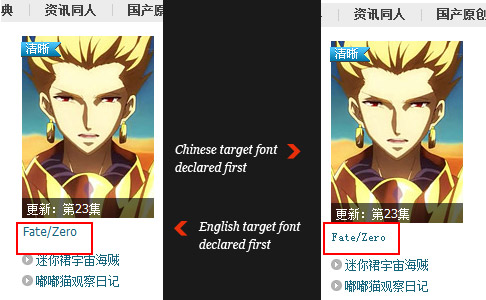 典 | 资讯同人 | 国产原
清晰
更新：第23集
Fate/Zero
迷你裙宇宙海贼
嘟嘟猫观察日记
Chinese target font
declared first
English target font
declared first
资讯同人 | 国产原创
清晰
更新：第23集
Fate/Zero
迷你裙宇宙海贼
嘟嘟猫观察日记